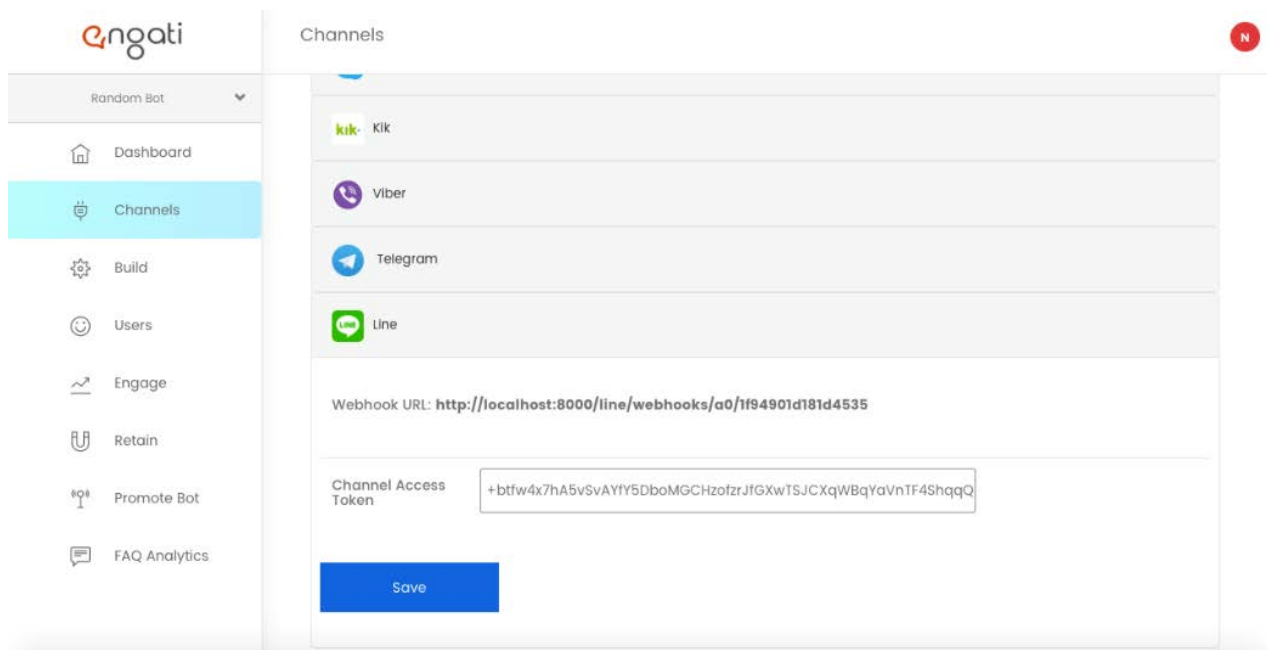 engati
Channels
N
Random Bot
kik. Kik
Dashboard
Viber
Channels
Telegram
Build
LINE Line
Users
Engage
Webhook URL: http://localhost:8000/line/webhooks/a0/1f94901d181d4535
Retain
Channel Access
Token
+btfw4x7hA5vSvAYfY5DboMGCHzofzrJfGXwTSJCXqWBqYaVnTF4ShqqQ
Promote Bot
FAQ Analytics
Save